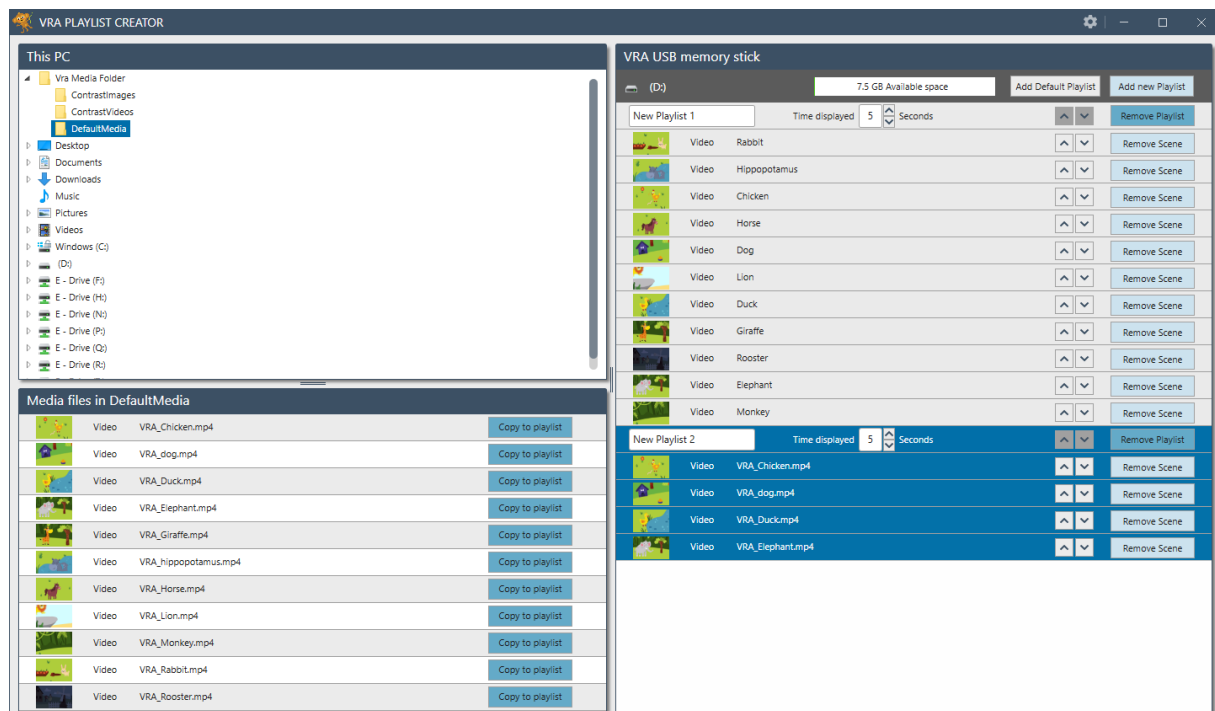 VRA PLAYLIST CREATOR
This PC
Vra Media Folder
ContrastImages
ContrastVideos
DefaultMedia
Desktop
Documents
Downloads
Music
Pictures
Videos
Windows (C:)
(D:)
E - Drive (F:)
E - Drive (H:)
E - Drive (N:)
E - Drive (P:)
E - Drive (Q:)
E - Drive (R:)
Media files in DefaultMedia
Video VRA_Chicken.mp4 Copy to playlist
Video VRA_dog.mp4 Copy to playlist
Video VRA_Duck.mp4 Copy to playlist
Video VRA_Elephant.mp4 Copy to playlist
Video VRA_Giraffe.mp4 Copy to playlist
Video VRA_hippopotamus.mp4 Copy to playlist
Video VRA_Horse.mp4 Copy to playlist
Video VRA_Lion.mp4 Copy to playlist
Video VRA_Monkey.mp4 Copy to playlist
Video VRA_Rabbit.mp4 Copy to playlist
Video VRA_Rooster.mp4 Copy to playlist
VRA USB memory stick
(D:) 7.5 GB Available space Add Default Playlist Add new Playlist
New Playlist 1 Time displayed 5 Seconds Remove Playlist
Video Rabbit Remove Scene
Video Hippopotamus Remove Scene
Video Chicken Remove Scene
Video Horse Remove Scene
Video Dog Remove Scene
Video Lion Remove Scene
Video Duck Remove Scene
Video Giraffe Remove Scene
Video Rooster Remove Scene
Video Elephant Remove Scene
Video Monkey Remove Scene
New Playlist 2 Time displayed 5 Seconds Remove Playlist
Video VRA_Chicken.mp4 Remove Scene
Video VRA_dog.mp4 Remove Scene
Video VRA_Duck.mp4 Remove Scene
Video VRA_Elephant.mp4 Remove Scene